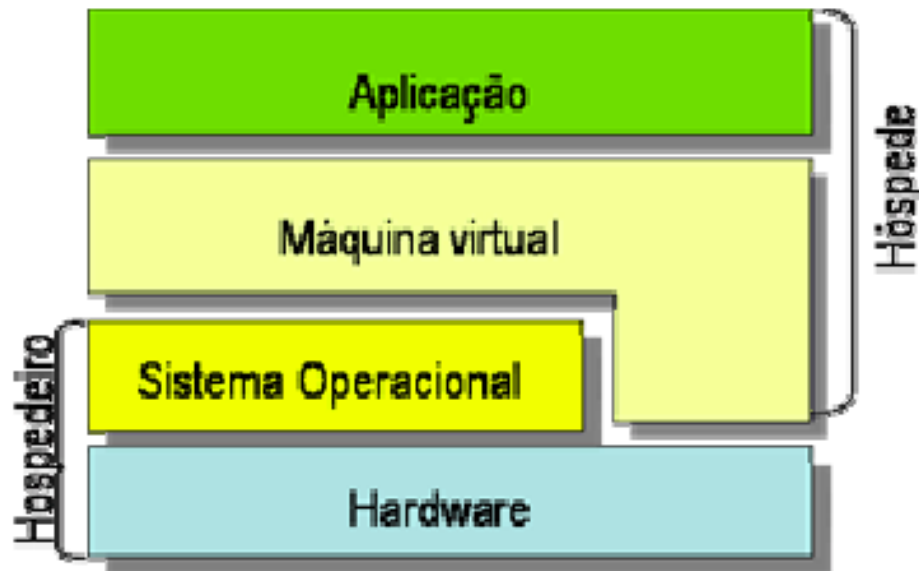 Aplicação
Hóspede
Máquina virtual
Sistema Operacional
Hospedeiro
Hardware